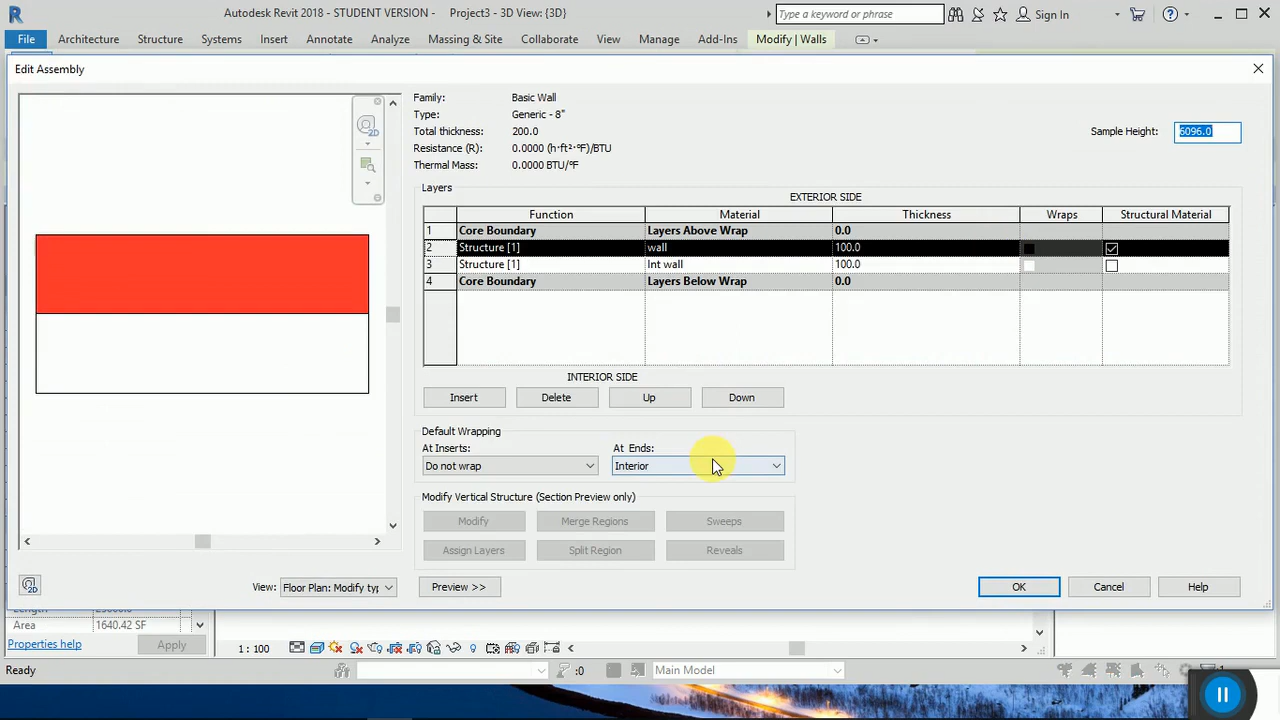 Autodesk Revit 2018 - STUDENT VERSION - Project3 - 3D View: {3D}
Type a keyword or phrase
Sign In
File Architecture Structure Systems Insert Annotate Analyze Massing & Site Collaborate View Manage Add-Ins Modify | Walls
Edit Assembly
Family: Basic Wall
Type: Generic - 8"
Total thickness: 200.0
Resistance (R): 0.0000 (h·ft²·°F)/BTU
Thermal Mass: 0.0000 BTU/°F
Sample Height: 6096.0
2D
Layers
EXTERIOR SIDE
Function Material Thickness Wraps Structural Material
1 Core Boundary Layers Above Wrap 0.0
2 Structure [1] wall 100.0
3 Structure [1] Int wall 100.0
4 Core Boundary Layers Below Wrap 0.0
INTERIOR SIDE
Insert Delete Up Down
Default Wrapping
At Inserts: At Ends:
Do not wrap Interior
Modify Vertical Structure (Section Preview only)
Modify Merge Regions Sweeps
Assign Layers Split Region Reveals
2D
View: Floor Plan: Modify typ
Preview >>
OK Cancel Help
Area 1640.42 SF
Properties help Apply
1 : 100
Ready
:0
Main Model